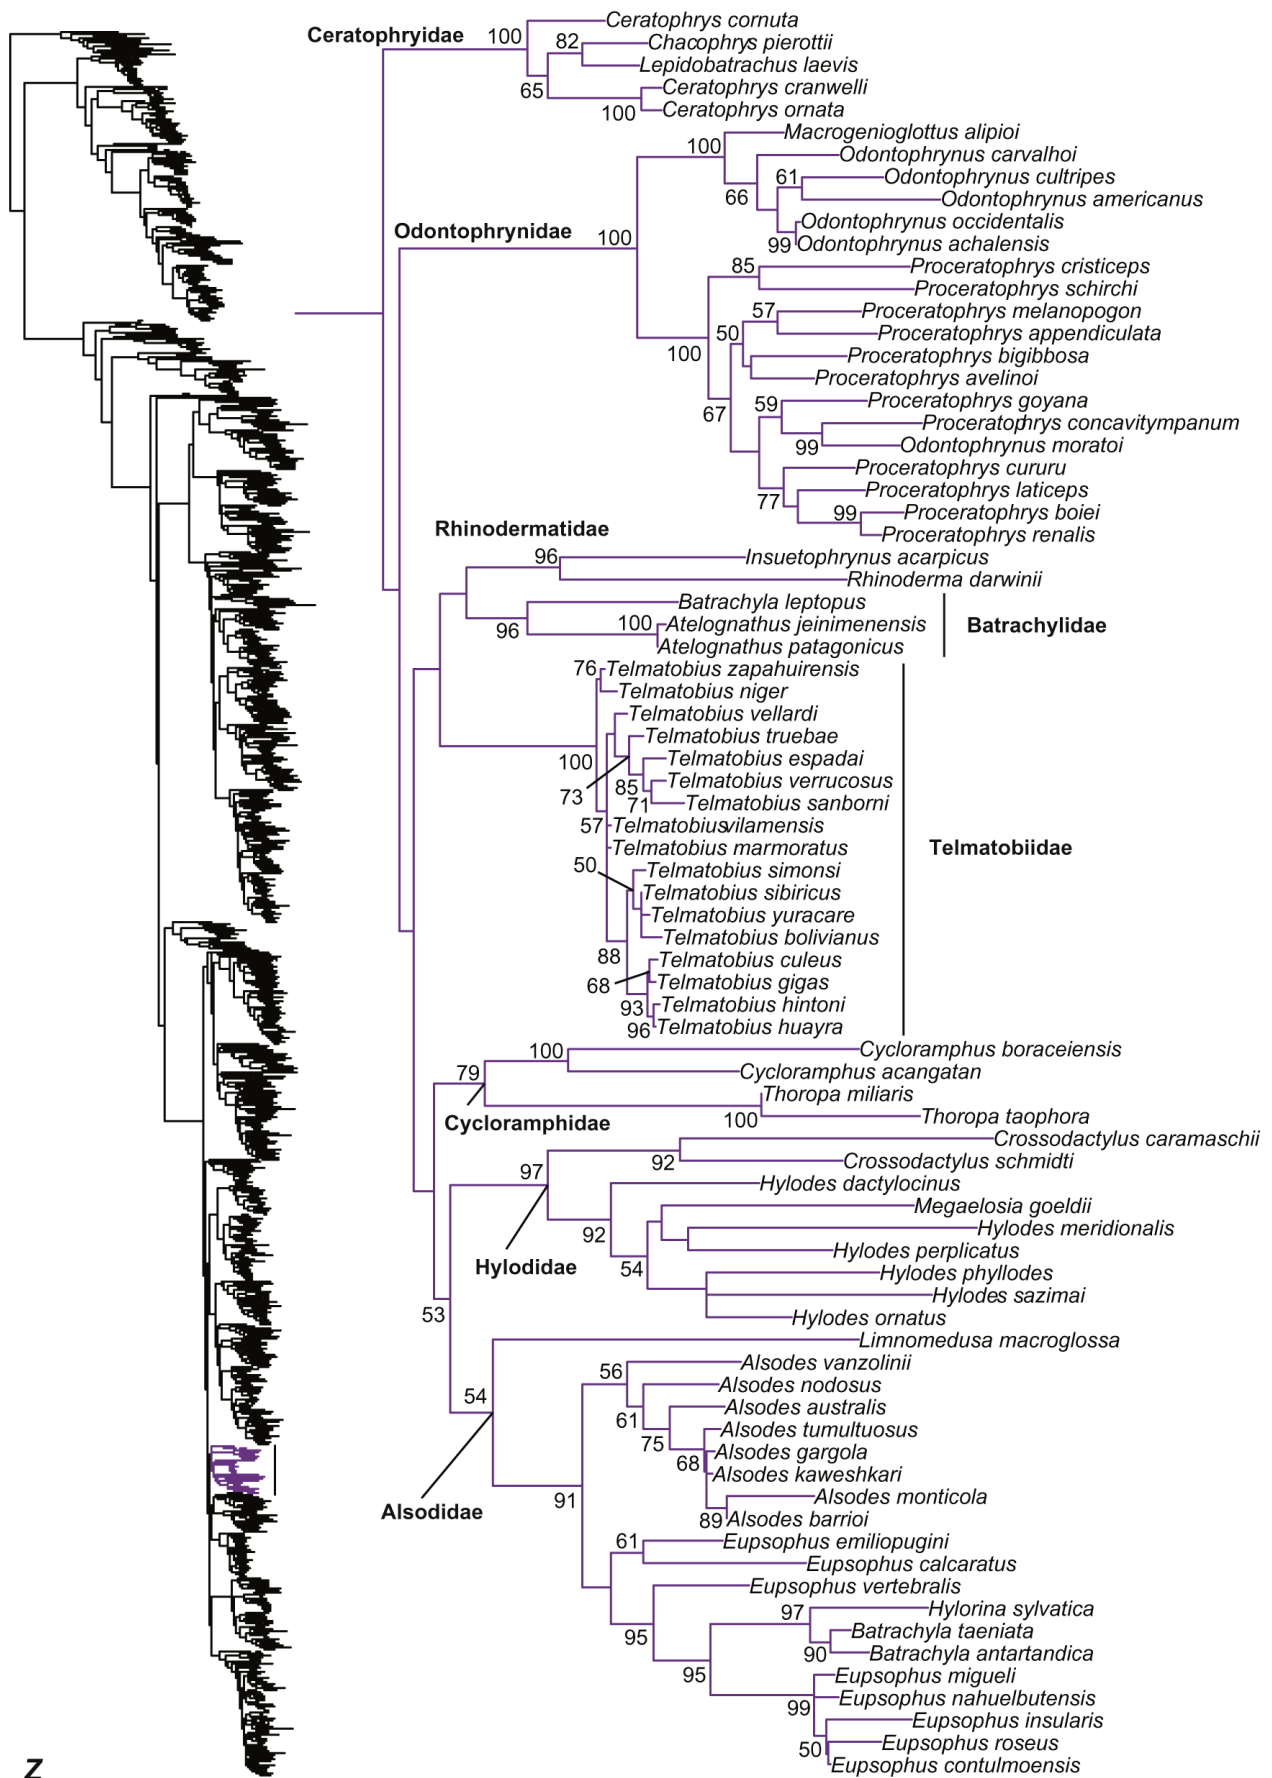 Ceratophrys cornuta
Ceratophryidae 100
82 Chacophrys pierottii
Lepidobatrachus laevis
65 Ceratophrys cranwelli
100 Ceratophrys ornata
Macrogenioglottus alipioi
100
Odontophrynus carvalhoi
61 Odontophrynus cultripes
66 Odontophrynus americanus
Odontophrynus occidentalis
Odontophrynidae 100
99 Odontophrynus achalensis
85 Proceratophrys cristiceps
Proceratophrys schirchi
57 Proceratophrys melanopogon
50 Proceratophrys appendiculata
100 Proceratophrys bigibbosa
Proceratophrys avelinoi
67 59 Proceratophrys goyana
Proceratophrys concavitympanum
99 Odontophrynus moratoi
Proceratophrys cururu
77 Proceratophrys laticeps
99 Proceratophrys boiei
Rhinodermatidae
Proceratophrys renalis
96 Insuetophrynus acarpicus
Rhinoderma darwinii
Batrachyla leptopus
96 100 Atelognathus jeinimenensis
Batrachylidae
Atelognathus patagonicus
76 Telmatobius zapahuirensis
Telmatobius niger
Telmatobius vellardi
Telmatobius truebae
100 Telmatobius espadai
73 85 Telmatobius verrucosus
71 Telmatobius sanborni
57 Telmatobiusvilamensis
Telmatobius marmoratus
Telmatobiidae
50 Telmatobius simonsi
Telmatobius sibiricus
Telmatobius yuracare
Telmatobius bolivianus
88 Telmatobius culeus
68 Telmatobius gigas
93 Telmatobius hintoni
96 Telmatobius huayra
100 Cycloramphus boraceiensis
79 Cycloramphus acangatan
Thoropa miliaris
Cycloramphidae
100 Thoropa taophora
Crossodactylus caramaschii
97 92 Crossodactylus schmidti
Hylodes dactylocinus
Megaelosia goeldii
92 Hylodes meridionalis
Hylodes perplicatus
Hylodidae
54 Hylodes phyllodes
Hylodes sazimai
53 Hylodes ornatus
Limnomedusa macroglossa
56 Alsodes vanzolinii
54 Alsodes nodosus
61 Alsodes australis
75 Alsodes tumultuosus
68 Alsodes gargola
Alsodes kaweshkari
91 Alsodes monticola
Alsodidae
89 Alsodes barrioi
61 Eupsophus emiliopugini
Eupsophus calcaratus
Eupsophus vertebralis
97 Hylorina sylvatica
95 Batrachyla taeniata
90 Batrachyla antartandica
95 Eupsophus migueli
99 Eupsophus nahuelbutensis
Eupsophus insularis
50 Eupsophus roseus
Eupsophus contulmoensis
Z